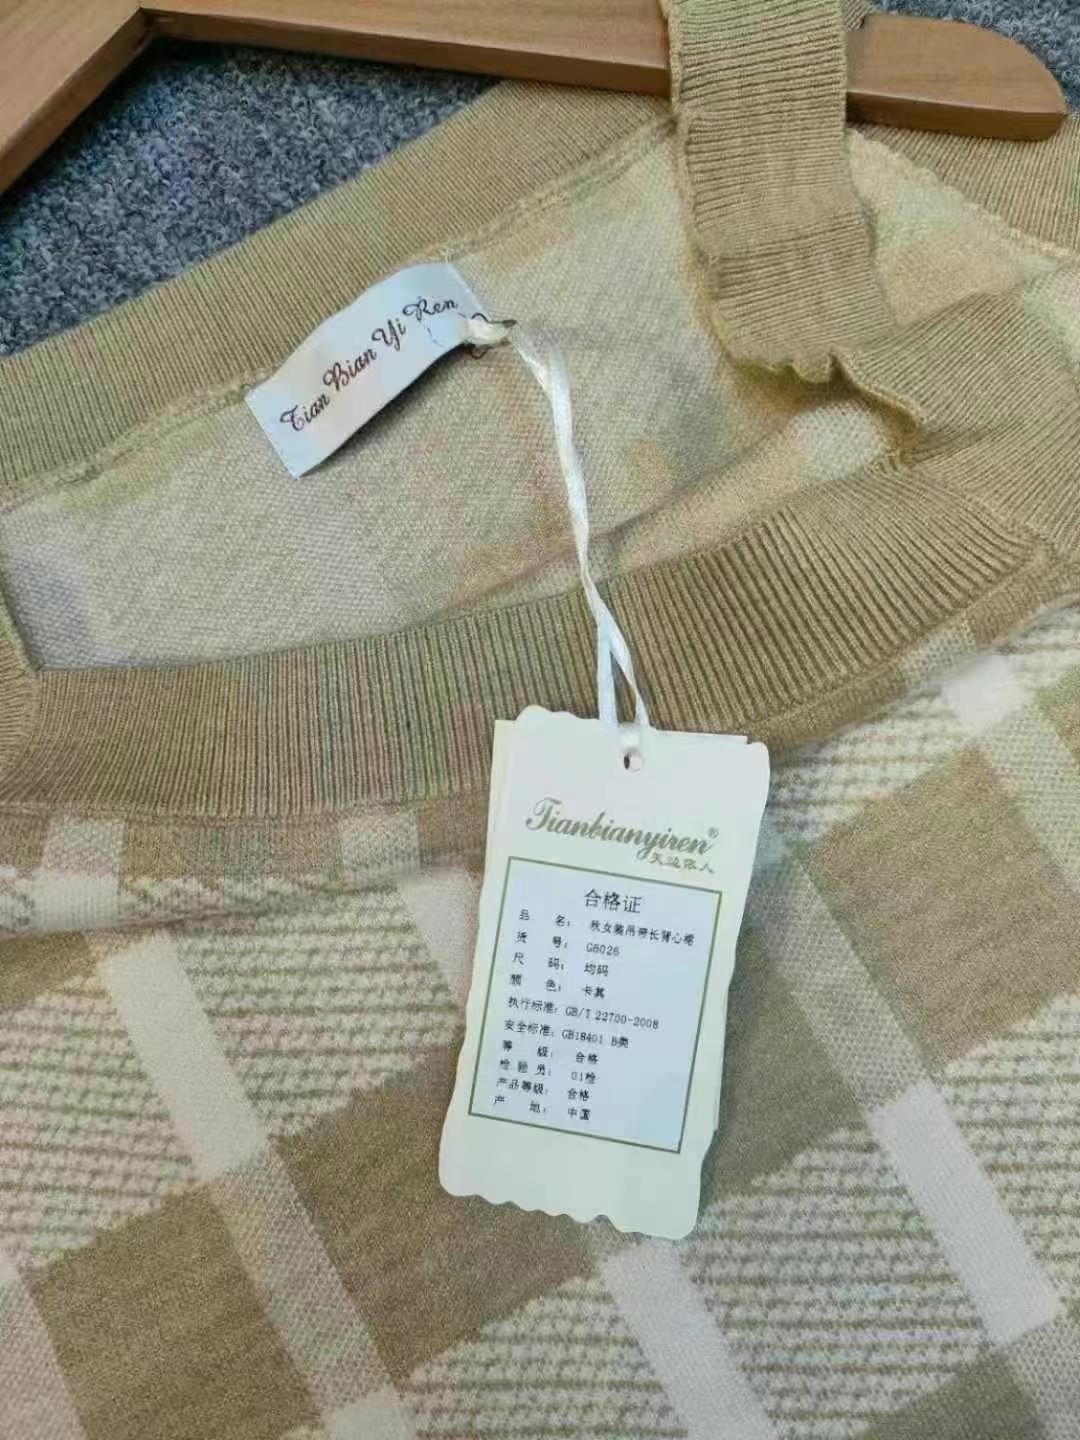 Tian Bian Yi Ren
Tianbianyiren®
天边依人
合格证
品 名： 秋女装吊带长背心裙
货 号： G6026
尺 码： 均码
颜 色： 卡其
执行标准： GB/T 22700-2008
安全标准： GB18401 B类
等 级： 合格
检 验 员： 01检
产品等级： 合格
产 地： 中国